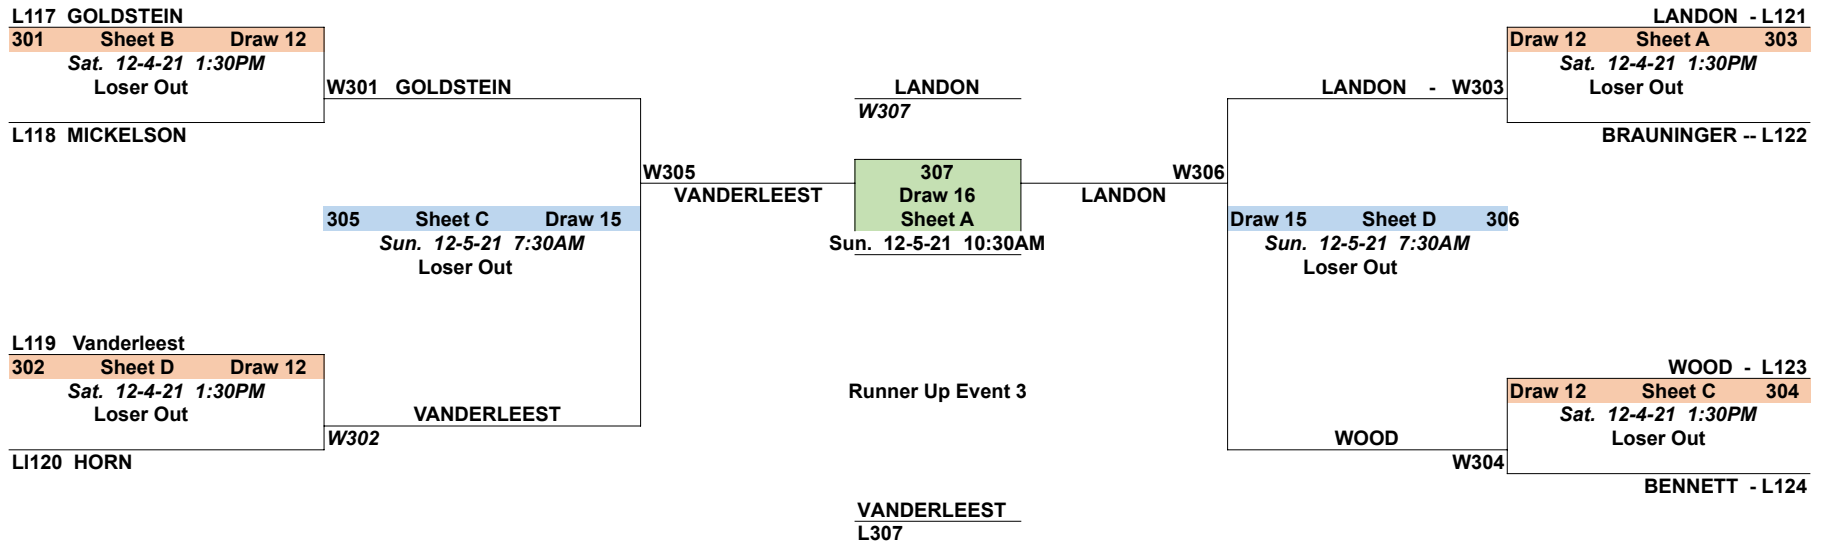 L117 GOLDSTEIN
301 Sheet B Draw 12
Sat. 12-4-21 1:30PM
Loser Out
L118 MICKELSON
W301 GOLDSTEIN
L119 Vanderleest
302 Sheet D Draw 12
Sat. 12-4-21 1:30PM
Loser Out
LI120 HORN
VANDERLEEST
W302
305 Sheet C Draw 15
Sun. 12-5-21 7:30AM
Loser Out
W305
VANDERLEEST
LANDON
W307
307
Draw 16
Sheet A
Sun. 12-5-21 10:30AM
Runner Up Event 3
VANDERLEEST
L307
W306
LANDON
Draw 15 Sheet D 306
Sun. 12-5-21 7:30AM
Loser Out
LANDON - W303
WOOD
W304
LANDON - L121
Draw 12 Sheet A 303
Sat. 12-4-21 1:30PM
Loser Out
BRAUNINGER -- L122
WOOD - L123
Draw 12 Sheet C 304
Sat. 12-4-21 1:30PM
Loser Out
BENNETT - L124